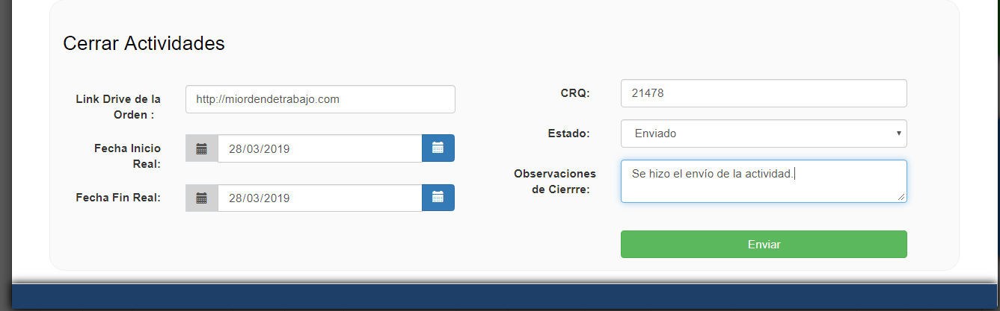 Cerrar Actividades
Link Drive de la
Orden :
http://miordendetrabajo.com
Fecha Inicio
Real:
28/03/2019
Fecha Fin Real:
28/03/2019
CRQ:
21478
Estado:
Enviado
Observaciones
de Cierrre:
Se hizo el envío de la actividad.
Enviar